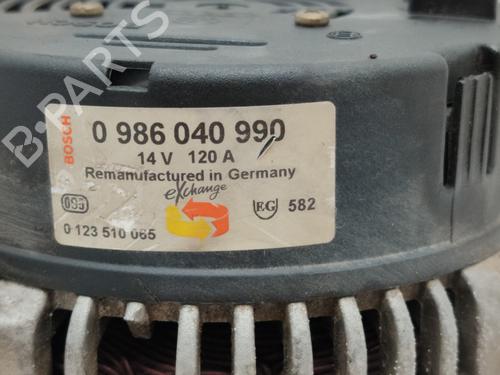 B-PARTS
BOSCH
0 986 040 990
14 V 120 A
Remanufactured in Germany
eXchange
093
EG 582
0 123 510 065